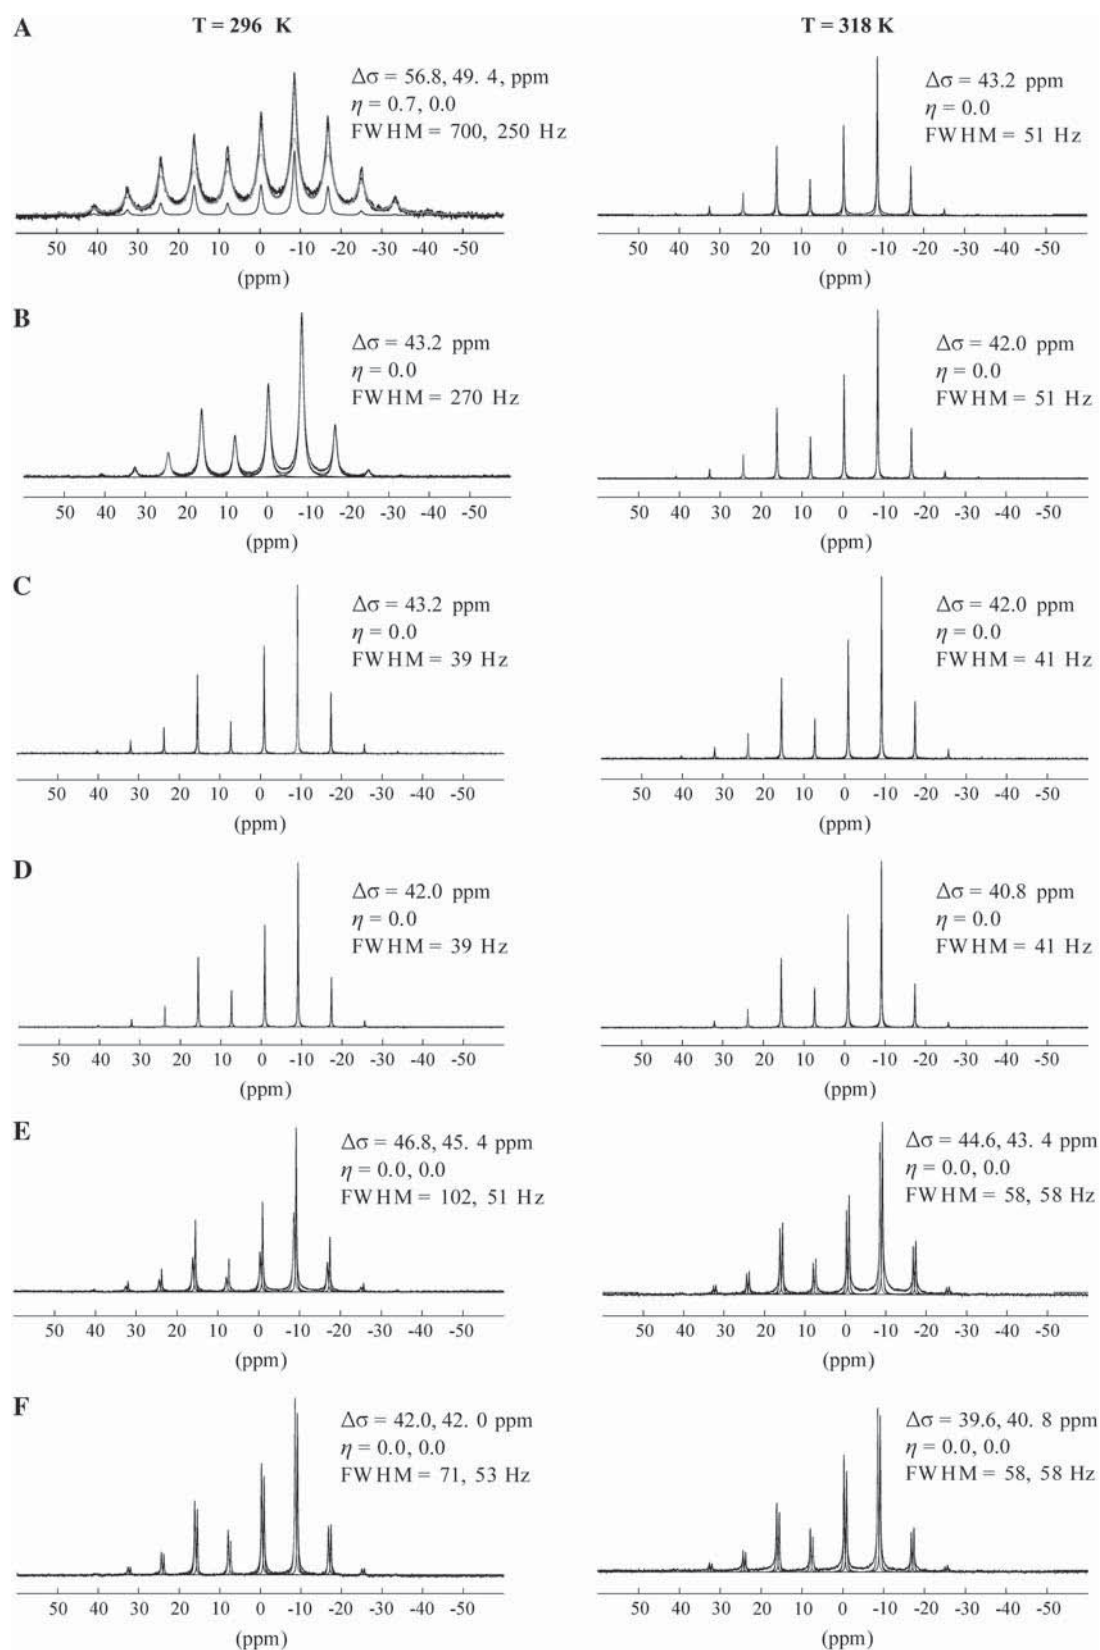 A
T = 296 K
T = 318 K
Δσ = 56.8, 49. 4, ppm
η = 0.7, 0.0
FWHM = 700, 250 Hz
Δσ = 43.2 ppm
η = 0.0
FWHM = 51 Hz
50 40 30 20 10 0 -10 -20 -30 -40 -50
(ppm)
50 40 30 20 10 0 -10 -20 -30 -40 -50
(ppm)
B
Δσ = 43.2 ppm
η = 0.0
FWHM = 270 Hz
Δσ = 42.0 ppm
η = 0.0
FWHM = 51 Hz
50 40 30 20 10 0 -10 -20 -30 -40 -50
(ppm)
50 40 30 20 10 0 -10 -20 -30 -40 -50
(ppm)
C
Δσ = 43.2 ppm
η = 0.0
FWHM = 39 Hz
Δσ = 42.0 ppm
η = 0.0
FWHM = 41 Hz
50 40 30 20 10 0 -10 -20 -30 -40 -50
(ppm)
50 40 30 20 10 0 -10 -20 -30 -40 -50
(ppm)
D
Δσ = 42.0 ppm
η = 0.0
FWHM = 39 Hz
Δσ = 40.8 ppm
η = 0.0
FWHM = 41 Hz
50 40 30 20 10 0 -10 -20 -30 -40 -50
(ppm)
50 40 30 20 10 0 -10 -20 -30 -40 -50
(ppm)
E
Δσ = 46.8, 45. 4 ppm
η = 0.0, 0.0
FWHM = 102, 51 Hz
Δσ = 44.6, 43. 4 ppm
η = 0.0, 0.0
FWHM = 58, 58 Hz
50 40 30 20 10 0 -10 -20 -30 -40 -50
(ppm)
50 40 30 20 10 0 -10 -20 -30 -40 -50
(ppm)
F
Δσ = 42.0, 42. 0 ppm
η = 0.0, 0.0
FWHM = 71, 53 Hz
Δσ = 39.6, 40. 8 ppm
η = 0.0, 0.0
FWHM = 58, 58 Hz
50 40 30 20 10 0 -10 -20 -30 -40 -50
(ppm)
50 40 30 20 10 0 -10 -20 -30 -40 -50
(ppm)